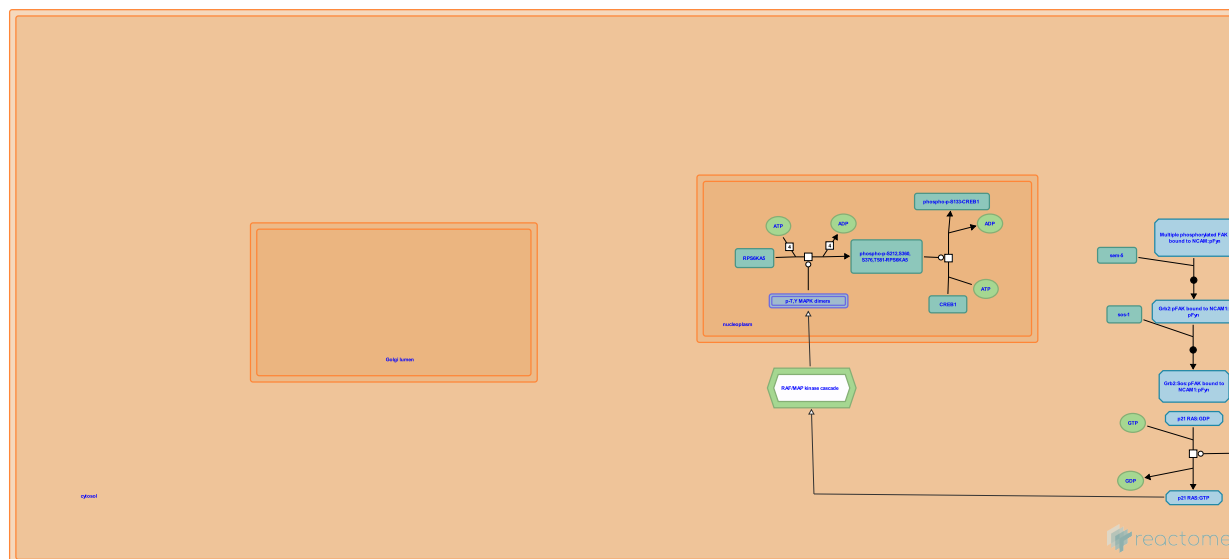 phospho-p-S133-CREB1
ATP
ADP
ADP
4
4
RPS6KA5
phospho-p-S212,S360,
S376,T581-RPS6KA5
ATP
p-T,Y MAPK dimers
CREB1
nucleoplasm
Golgi lumen
RAF/MAP kinase cascade
cytosol
Multiple phosphorylated FAK
bound to NCAM:pFyn
sem-5
Grb2:pFAK bound to NCAM1:
pFyn
sos-1
Grb2:Sos:pFAK bound to
NCAM1:pFyn
p21 RAS:GDP
GTP
GDP
p21 RAS:GTP
reactome